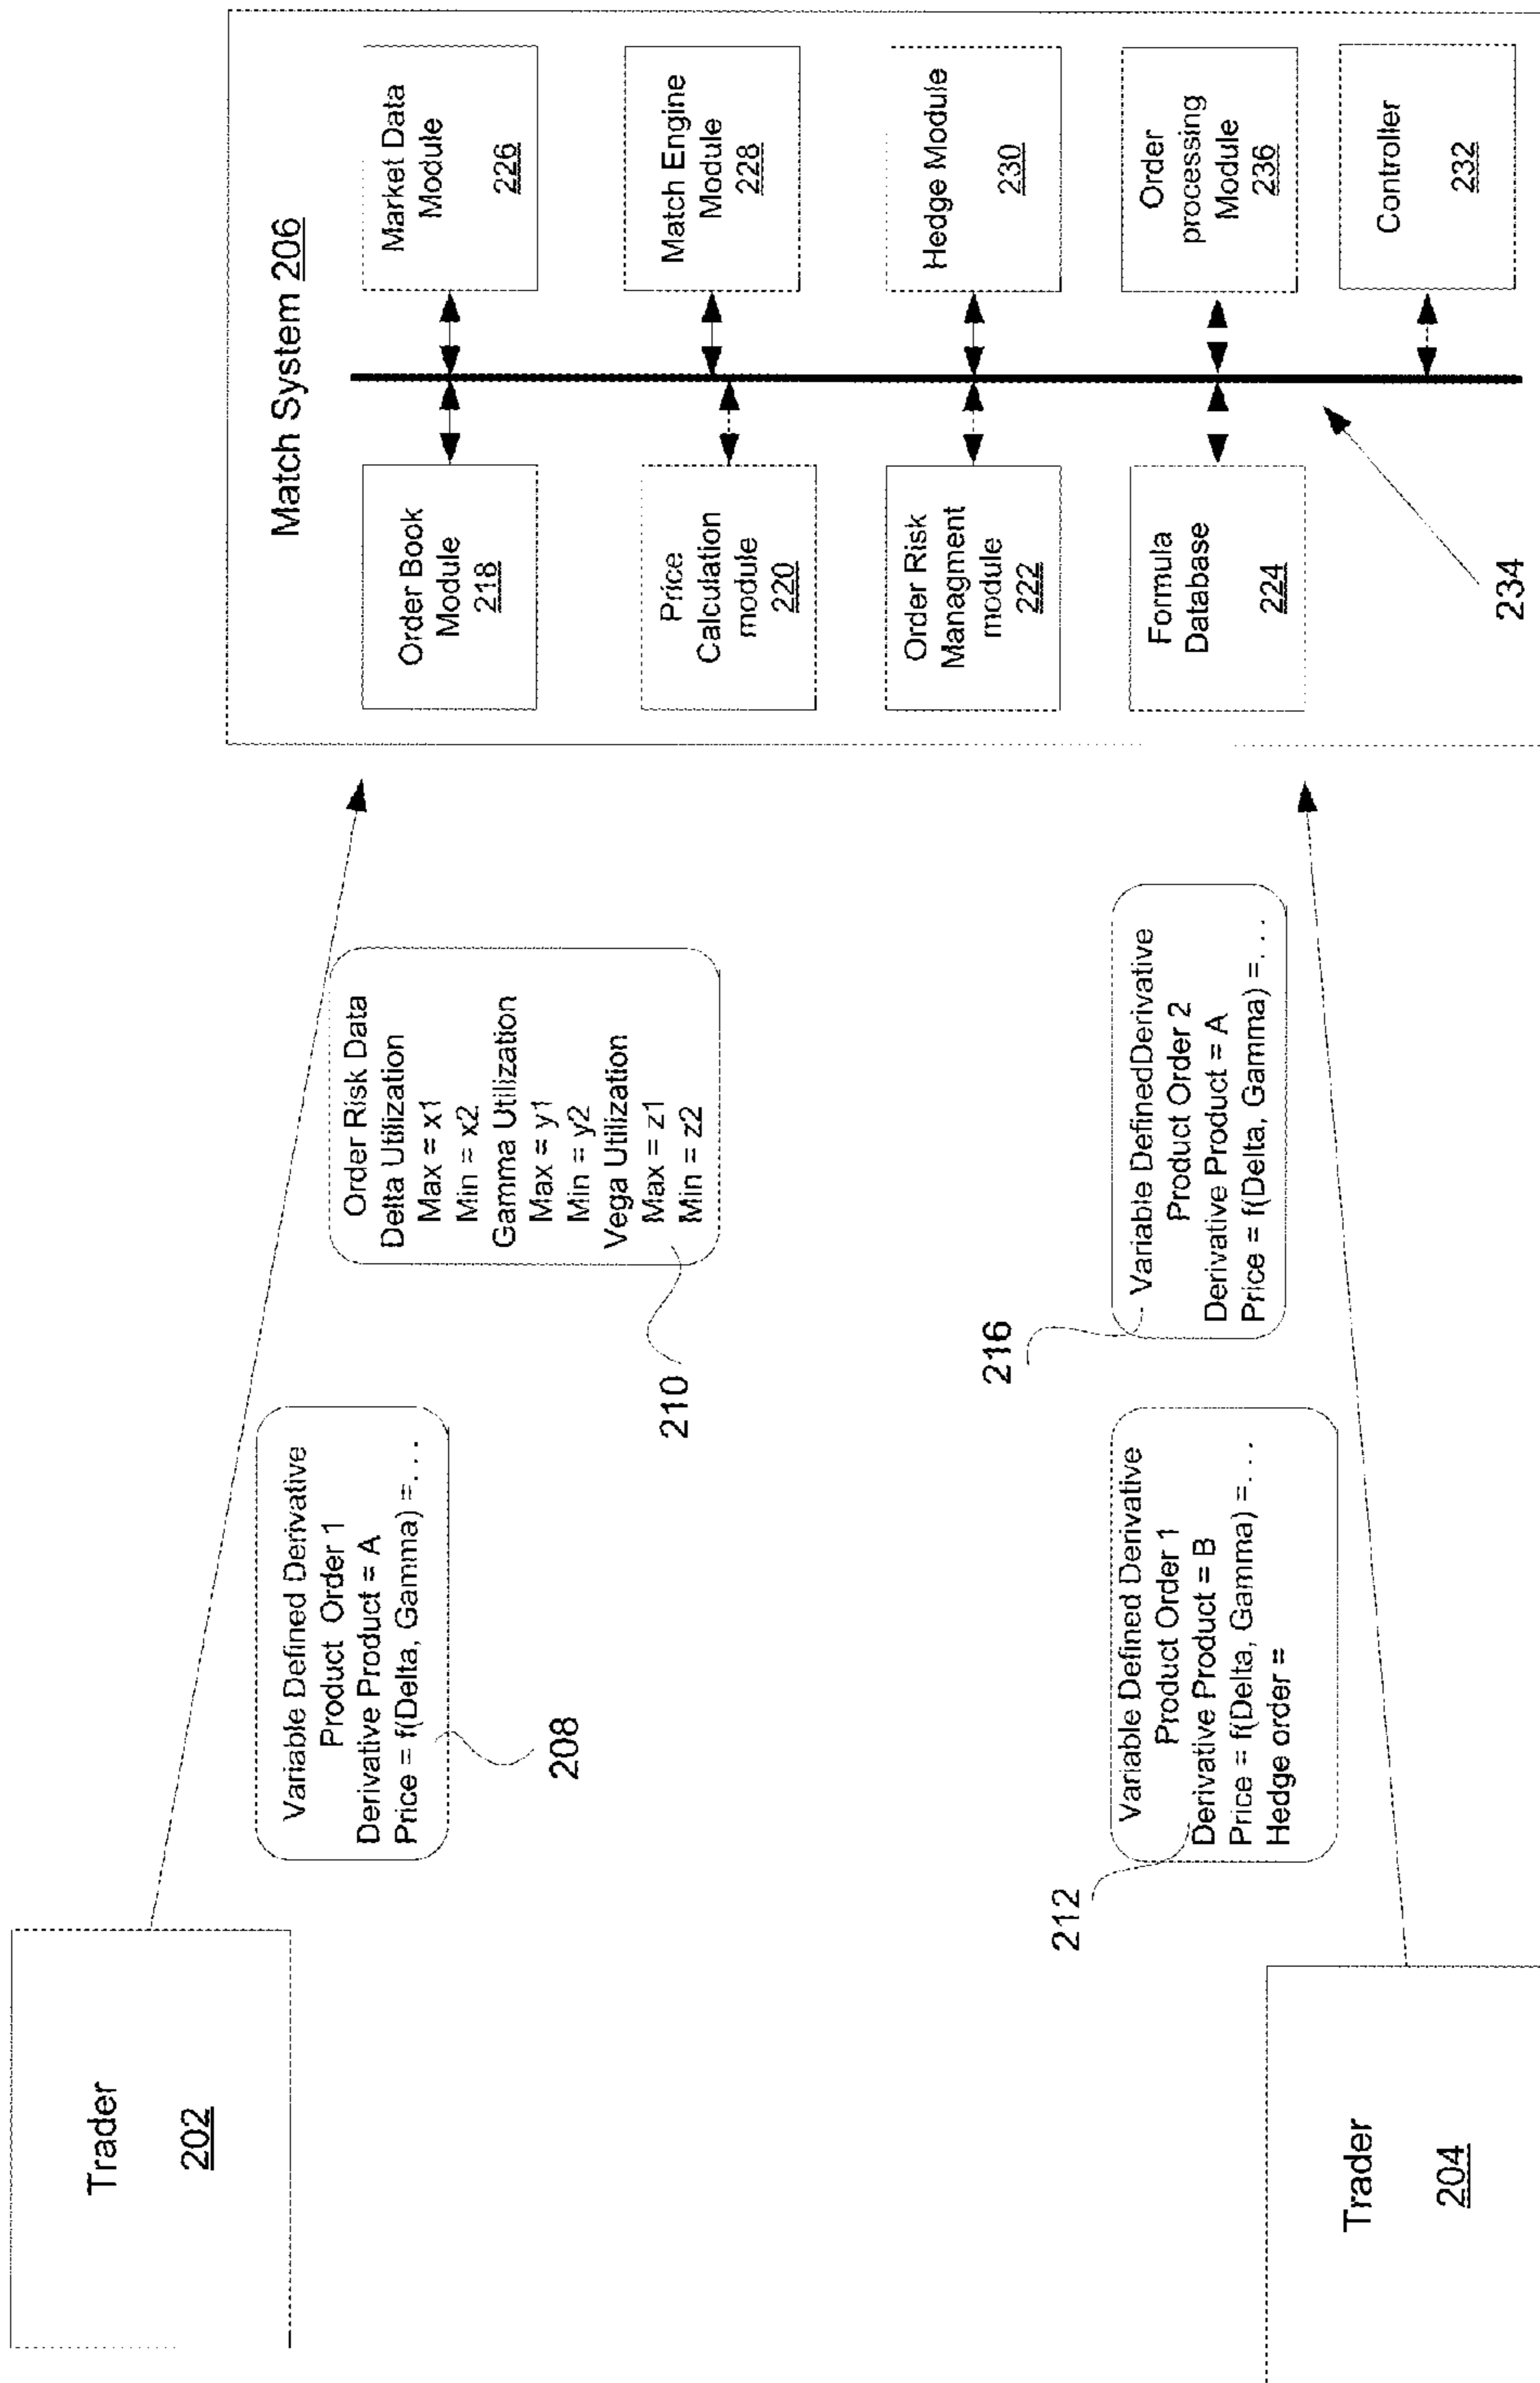 Trader
202
Variable Defined Derivative
Product Order 1
Derivative Product = A
Price = f(Delta, Gamma) =. . .
208
Order Risk Data
Delta Utilization
Max = x1
Min = x2
Gamma Utilization
Max = y1
Min = y2
Vega Utilization
Max = z1
Min = z2
210
Trader
204
Variable Defined Derivative
Product Order 1
Derivative Product = B
Price = f(Delta, Gamma) =. . .
Hedge order =
212
Variable DefinedDerivative
Product Order 2
Derivative Product = A
Price = f(Delta, Gamma) =. . .
216
Match System 206
Order Book
Module
218
Price
Calculation
module
220
Order Risk
Managment
module
222
Formula
Database
224
Market Data
Module
226
Match Engine
Module
228
Hedge Module
230
Order
processing
Module
236
Controller
232
234